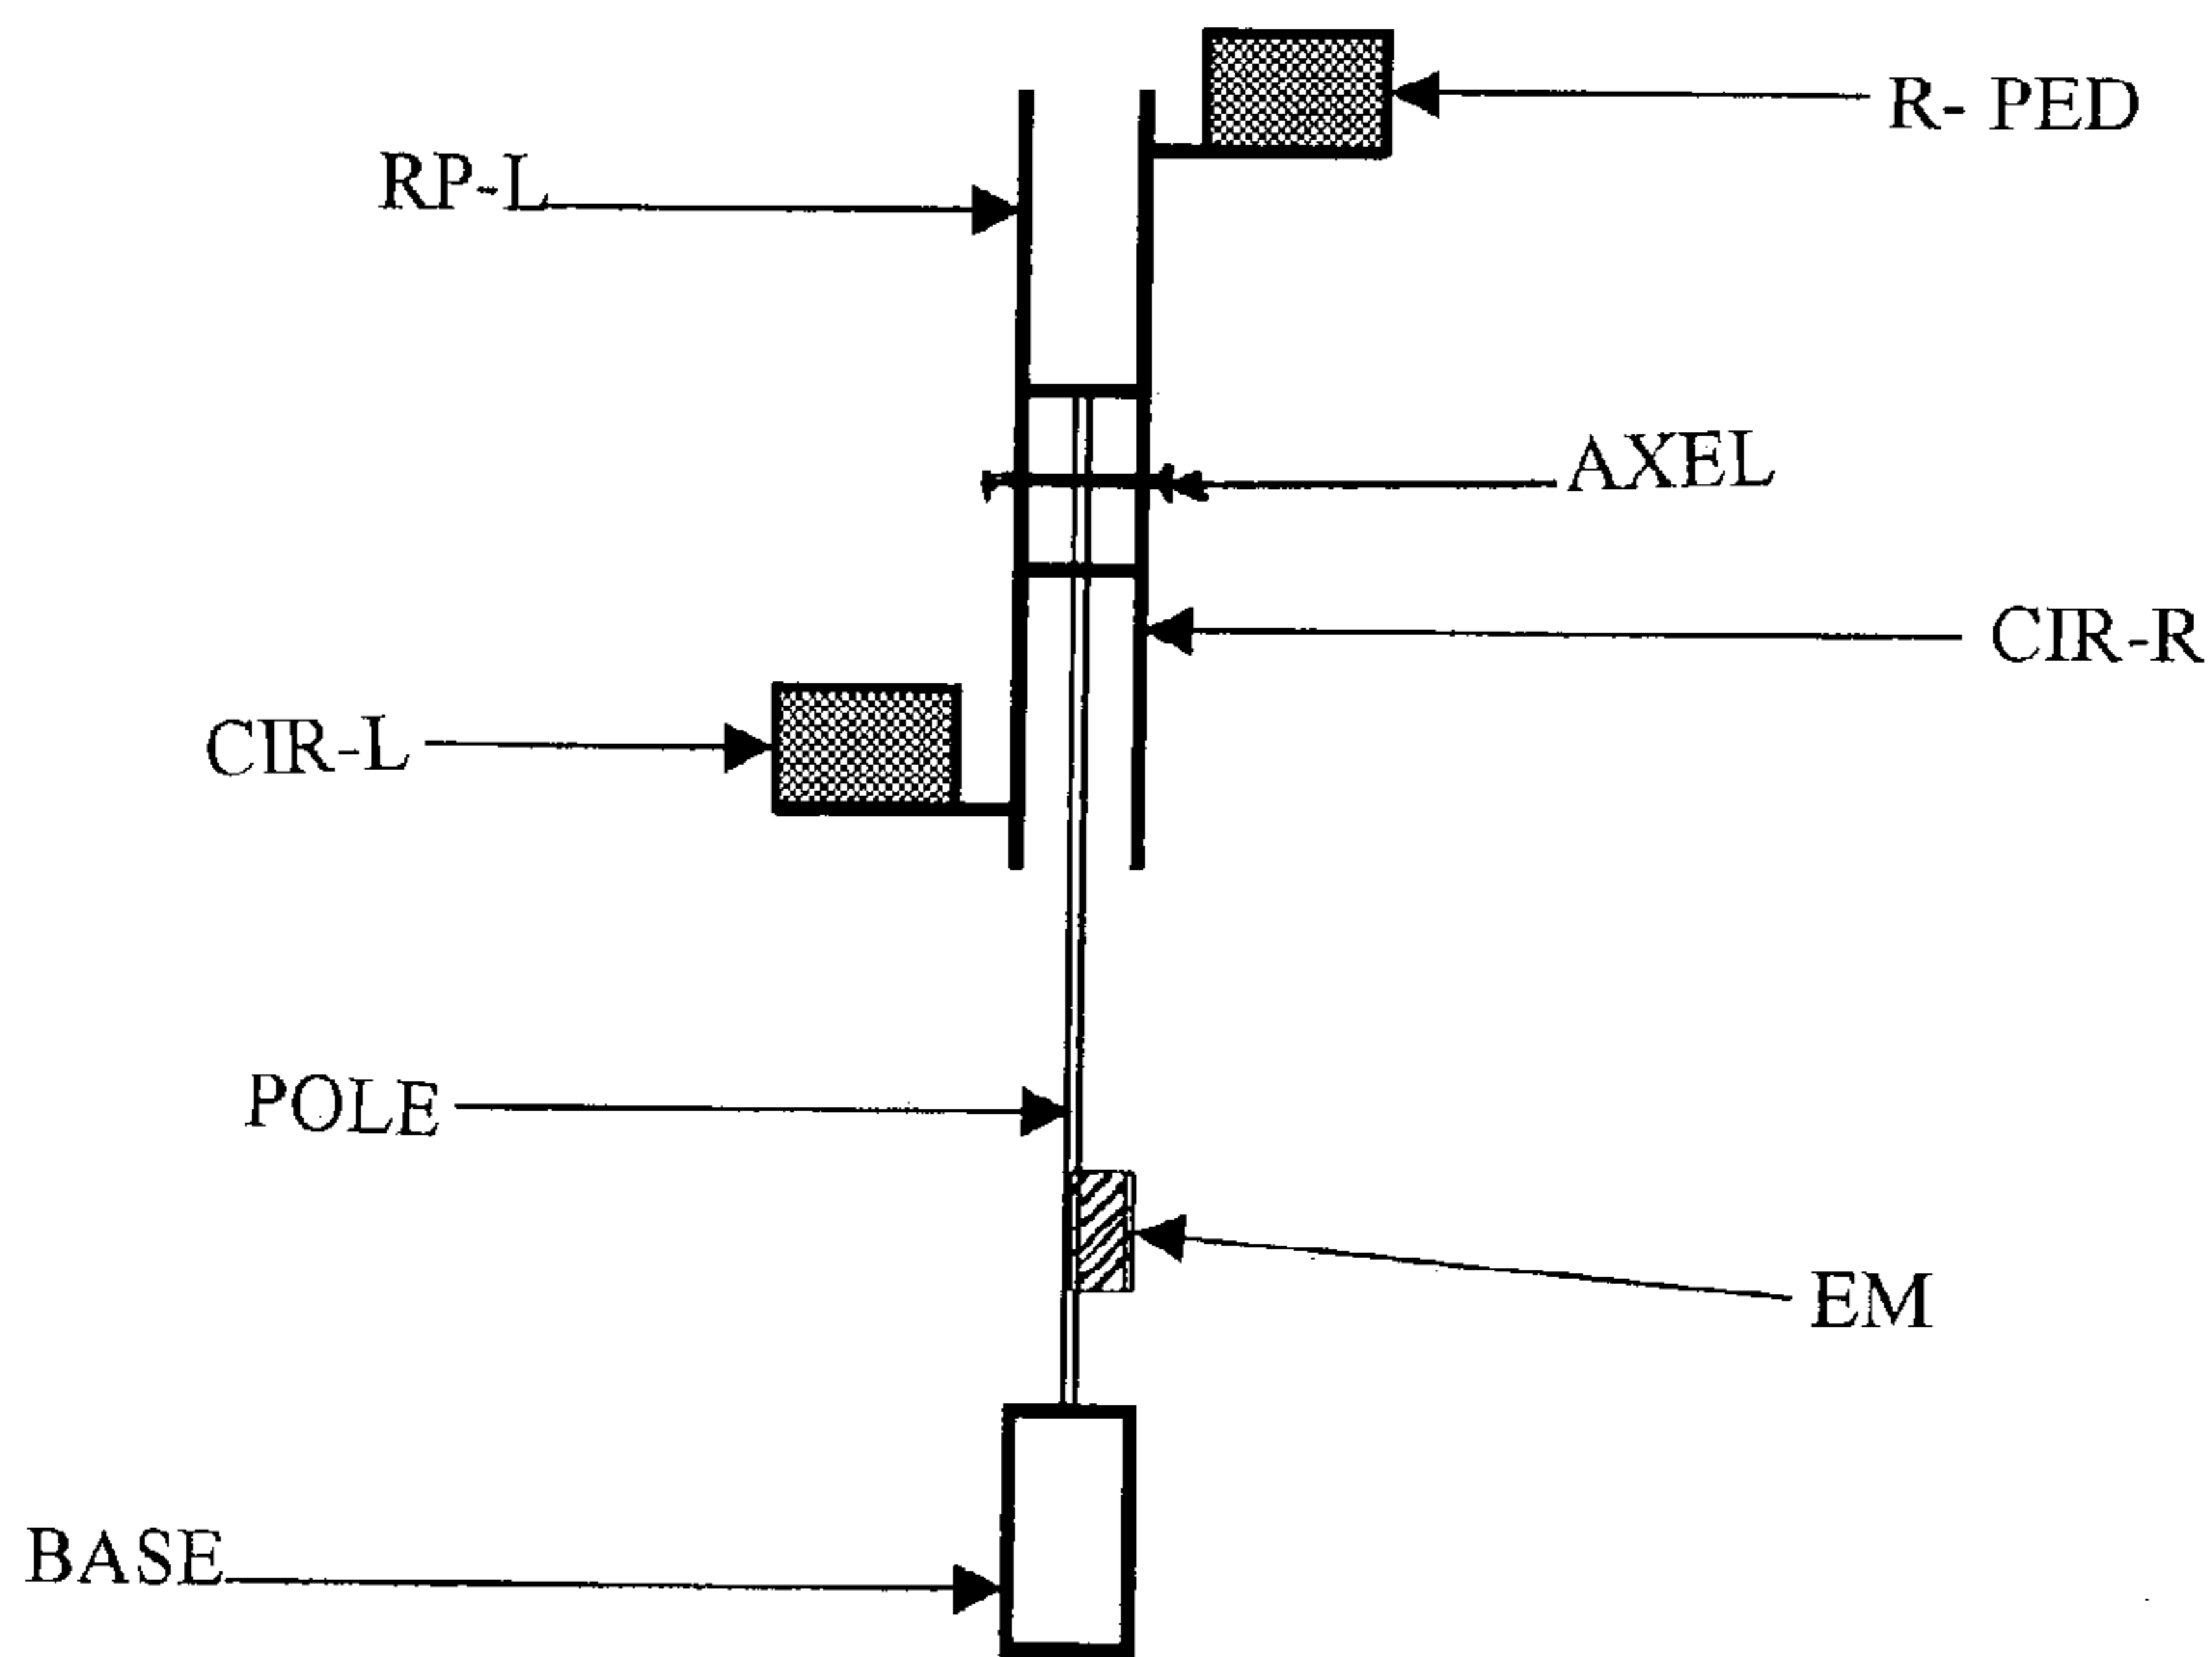 R- PED
RP-L
AXEL
CIR-R
CIR-L
POLE
EM
BASE